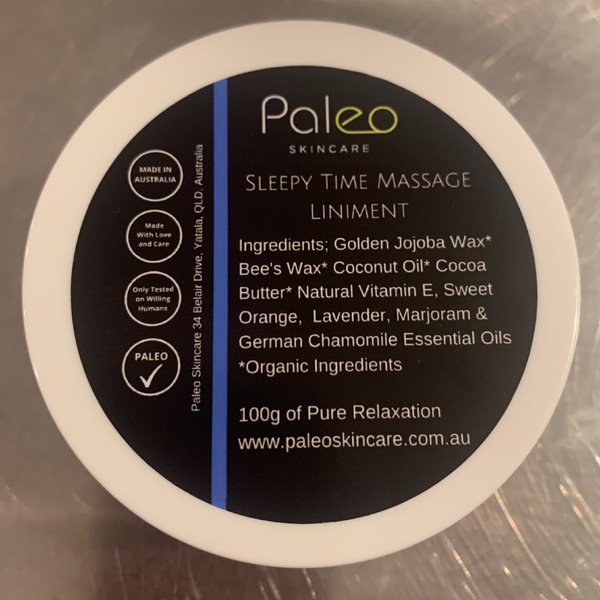 Paleo
SKINCARE
SLEEPY TIME MASSAGE
LINIMENT
Ingredients; Golden Jojoba Wax*
Bee's Wax* Coconut Oil* Cocoa
Butter* Natural Vitamin E, Sweet
Orange, Lavender, Marjoram &
German Chamomile Essential Oils
*Organic Ingredients
100g of Pure Relaxation
www.paleoskincare.com.au
MADE IN
AUSTRALIA
Made
With Love
and Care
Only Tested
on Willing
Humans
PALEO
Paleo Skincare 34 Belair Drive, Yatala, QLD, Australia